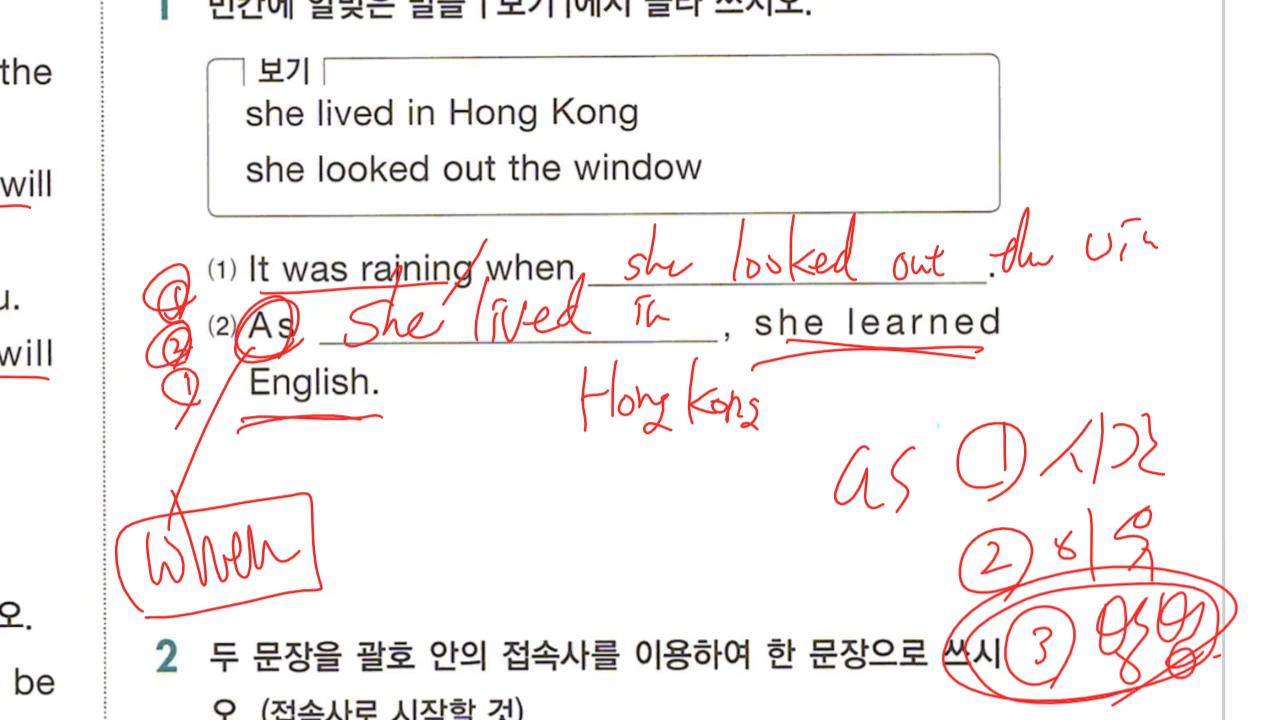 the
will
u.
will
오.
be
1 빈칸에 알맞은 말을 |보기|에서 골라 쓰시오.
보기
she lived in Hong Kong
she looked out the window
(1) It was raining when she looked out the
(2) As she lived in, she learned
English.
Hong Kong
① ② ①
when
as ① 시간
② 이유
③
2 두 문장을 괄호 안의 접속사를 이용하여 한 문장으로 쓰시
오. (접속사로 시작할 것)